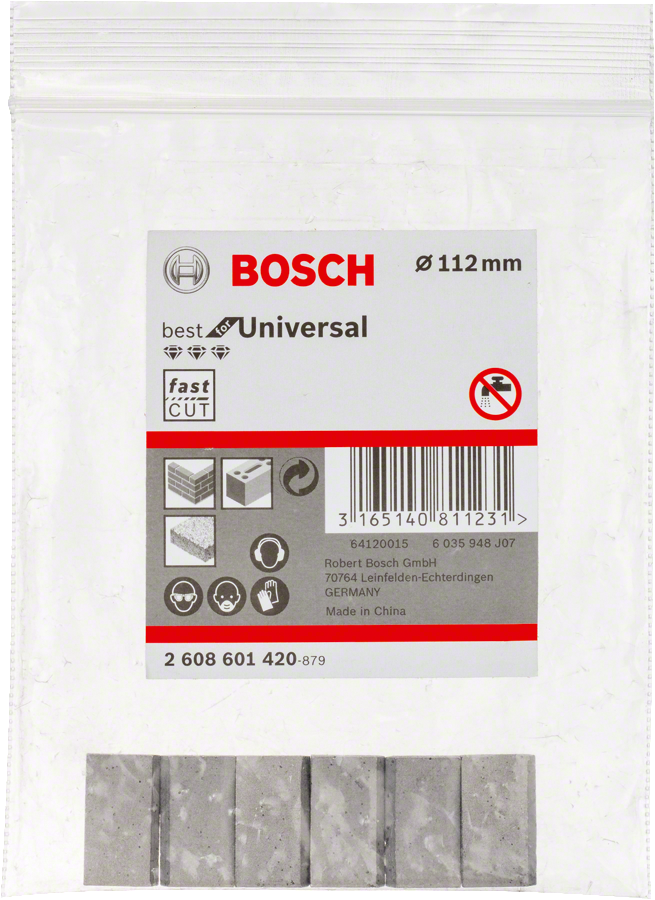 BOSCH
Ø 112 mm
best for Universal
fast
CUT
3 165140 811231 >
64120015 6 035 948 J07
Robert Bosch GmbH
70764 Leinfelden-Echterdingen
GERMANY
Made in China
2 608 601 420-879